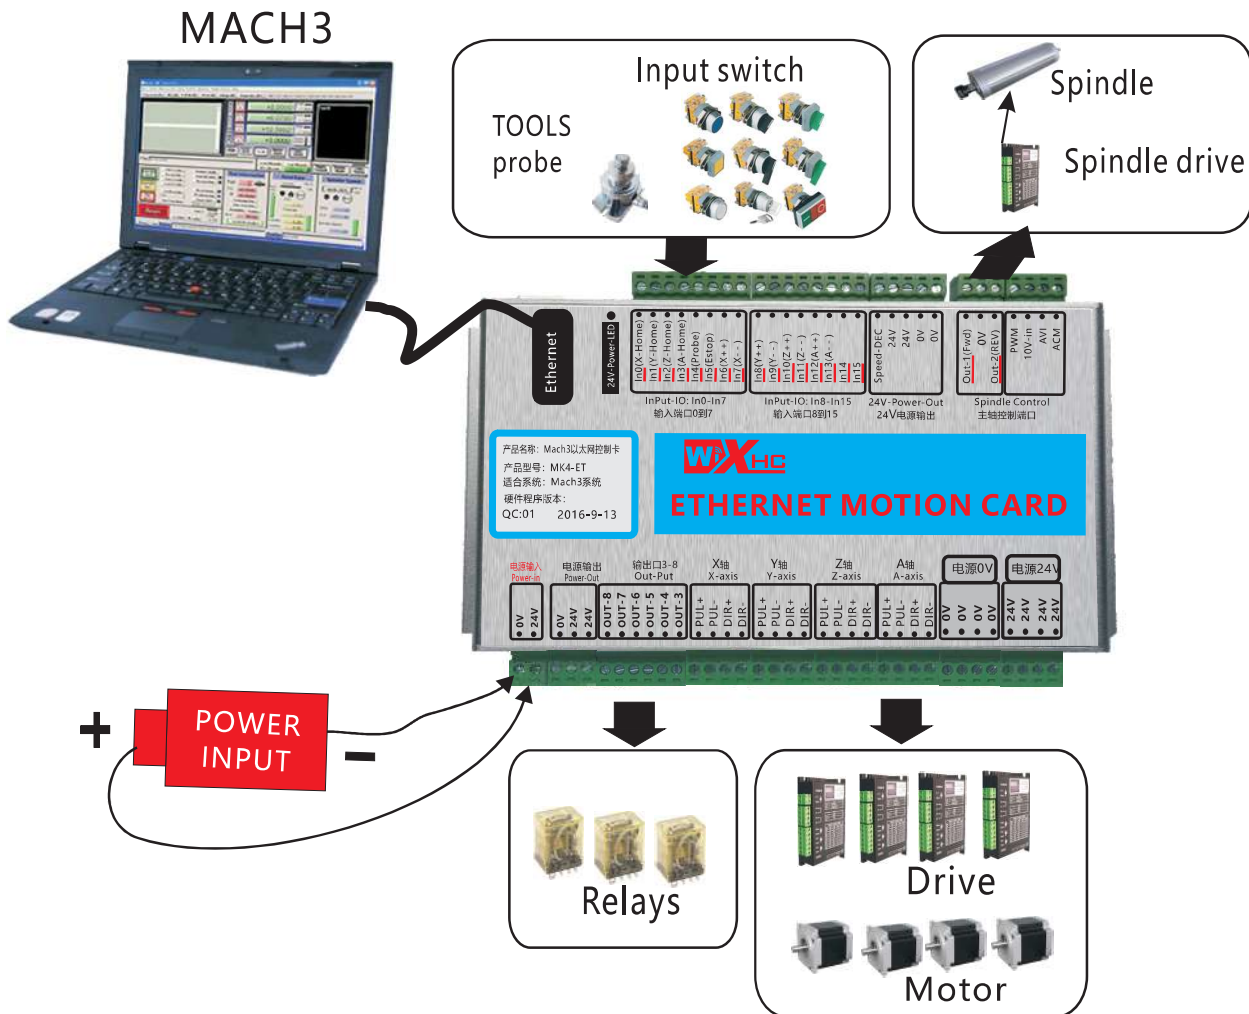 MACH3
Input switch
TOOLS
probe
Spindle
Spindle drive
Ethernet
24V-Power-LED
In0(X-Home)
In1(Y-Home)
In2(Z-Home)
In3(A-Home)
In4(Probe)
In5(Estop)
In6(X++)
In7(X--)
InPut-IO: In0-In7
输入端口0到7
In8(Y++)
In9(Y--)
In10(Z++)
In11(Z--)
In12(A++)
In13(A--)
In14
In15
InPut-IO: In8-In15
输入端口8到15
Speed-DEC
24V
24V
0V
0V
24V-Power-Out
24V电源输出
Out-1(Fwd)
0V
Out-2(REV)
PWM
10V-in
AVI
ACM
Spindle Control
主轴控制端口
产品名称：Mach3以太网控制卡
产品型号：MK4-ET
适合系统：Mach3系统
硬件程序版本：
QC:01 2016-9-13
WiXHC
ETHERNET MOTION CARD
电源输入
Power-in
0V
24V
电源输出
Power-Out
0V
24V
24V
输出口3-8
Out-Put
OUT-8
OUT-7
OUT-6
OUT-5
OUT-4
OUT-3
X轴
X-axis
PUL+
PUL-
DIR+
DIR-
Y轴
Y-axis
PUL+
PUL-
DIR+
DIR-
Z轴
Z-axis
PUL+
PUL-
DIR+
DIR-
A轴
A-axis
PUL+
PUL-
DIR+
DIR-
电源0V
0V
0V
0V
0V
电源24V
24V
24V
24V
24V
+
POWER
INPUT
-
Relays
Drive
Motor